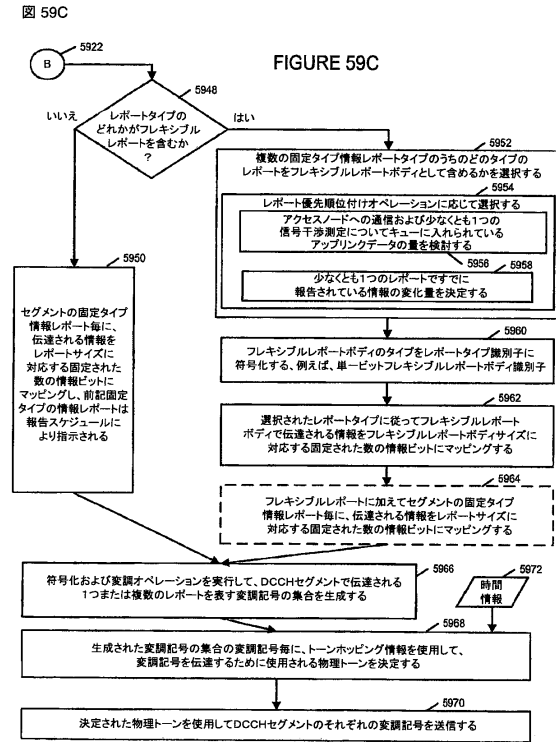 図 59C
FIGURE 59C
B
5922
5948
レポートタイプの
どれかがフレキシブル
レポートを含むか
？
いいえ
はい
5952
複数の固定タイプ情報レポートタイプのうちのどのタイプの
レポートをフレキシブルレポートボディとして含めるかを選択する
5954
レポート優先順位付けオペレーションに応じて選択する
アクセスノードへの通信および少なくとも1つの
信号干渉測定についてキューに入れられている
アップリンクデータの量を検討する
5956
5958
少なくとも1つのレポートですでに
報告されている情報の変化量を決定する
5950
セグメントの固定タイプ
情報レポート毎に、
伝達される情報を
レポートサイズに
対応する固定された
数の情報ビットに
マッピングし、前記固定
タイプの情報レポートは
報告スケジュールに
より指示される
5960
フレキシブルレポートボディのタイプをレポートタイプ識別子に
符号化する、例えば、単一ビットフレキシブルレポートボディ識別子
5962
選択されたレポートタイプに従ってフレキシブルレポート
ボディで伝達される情報をフレキシブルレポートボディサイズに
対応する固定された数の情報ビットにマッピングする
5964
フレキシブルレポートに加えてセグメントの固定タイプ
情報レポート毎に、伝達される情報をレポートサイズに
対応する固定された数の情報ビットにマッピングする
5966
符号化および変調オペレーションを実行して、DCCHセグメントで伝達される
1つまたは複数のレポートを表す変調記号の集合を生成する
5972
時間
情報
5968
生成された変調記号の集合の変調記号毎に、トーンホッピング情報を使用して、
変調記号を伝達するために使用される物理トーンを決定する
5970
決定された物理トーンを使用してDCCHセグメントのそれぞれの変調記号を送信する